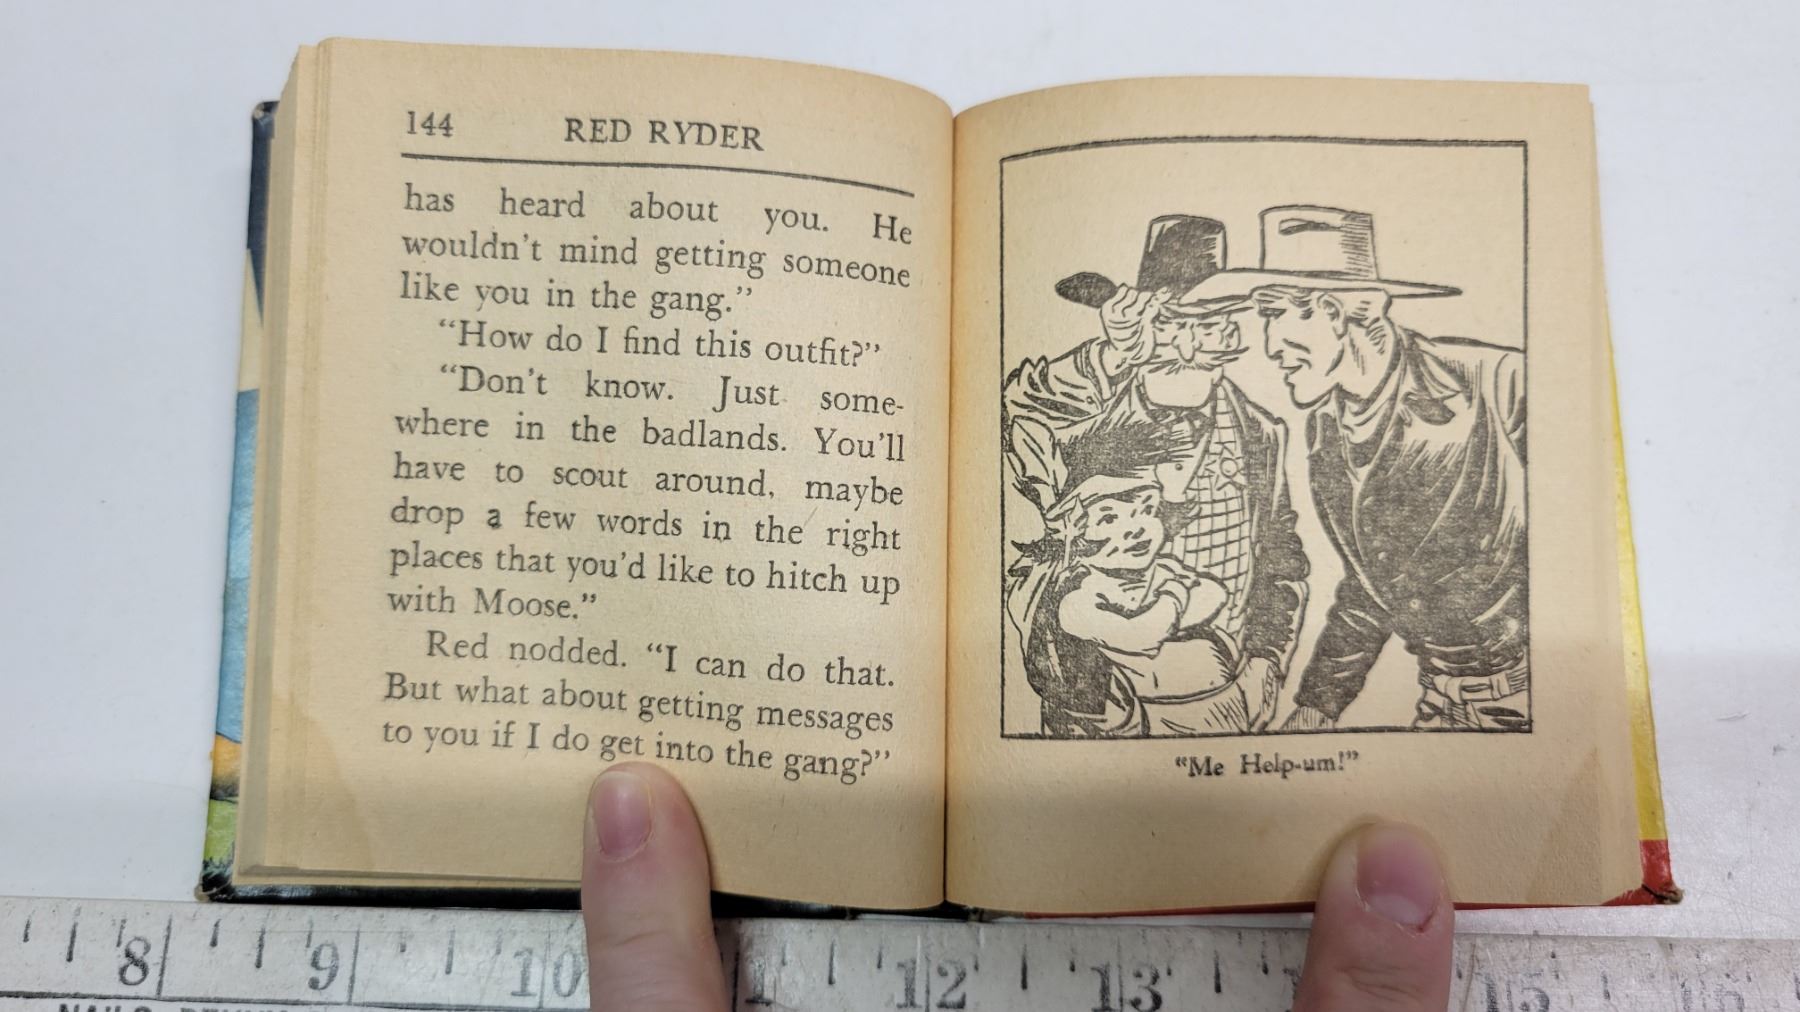 144 RED RYDER
has heard about you. He
wouldn't mind getting someone
like you in the gang."
"How do I find this outfit?"
"Don't know. Just some-
where in the badlands. You'll
have to scout around, maybe
drop a few words in the right
places that you'd like to hitch up
with Moose."
Red nodded. "I can do that.
But what about getting messages
to you if I do get into the gang?"
"Me Help-um!"
8 9 10 12 13 15 16